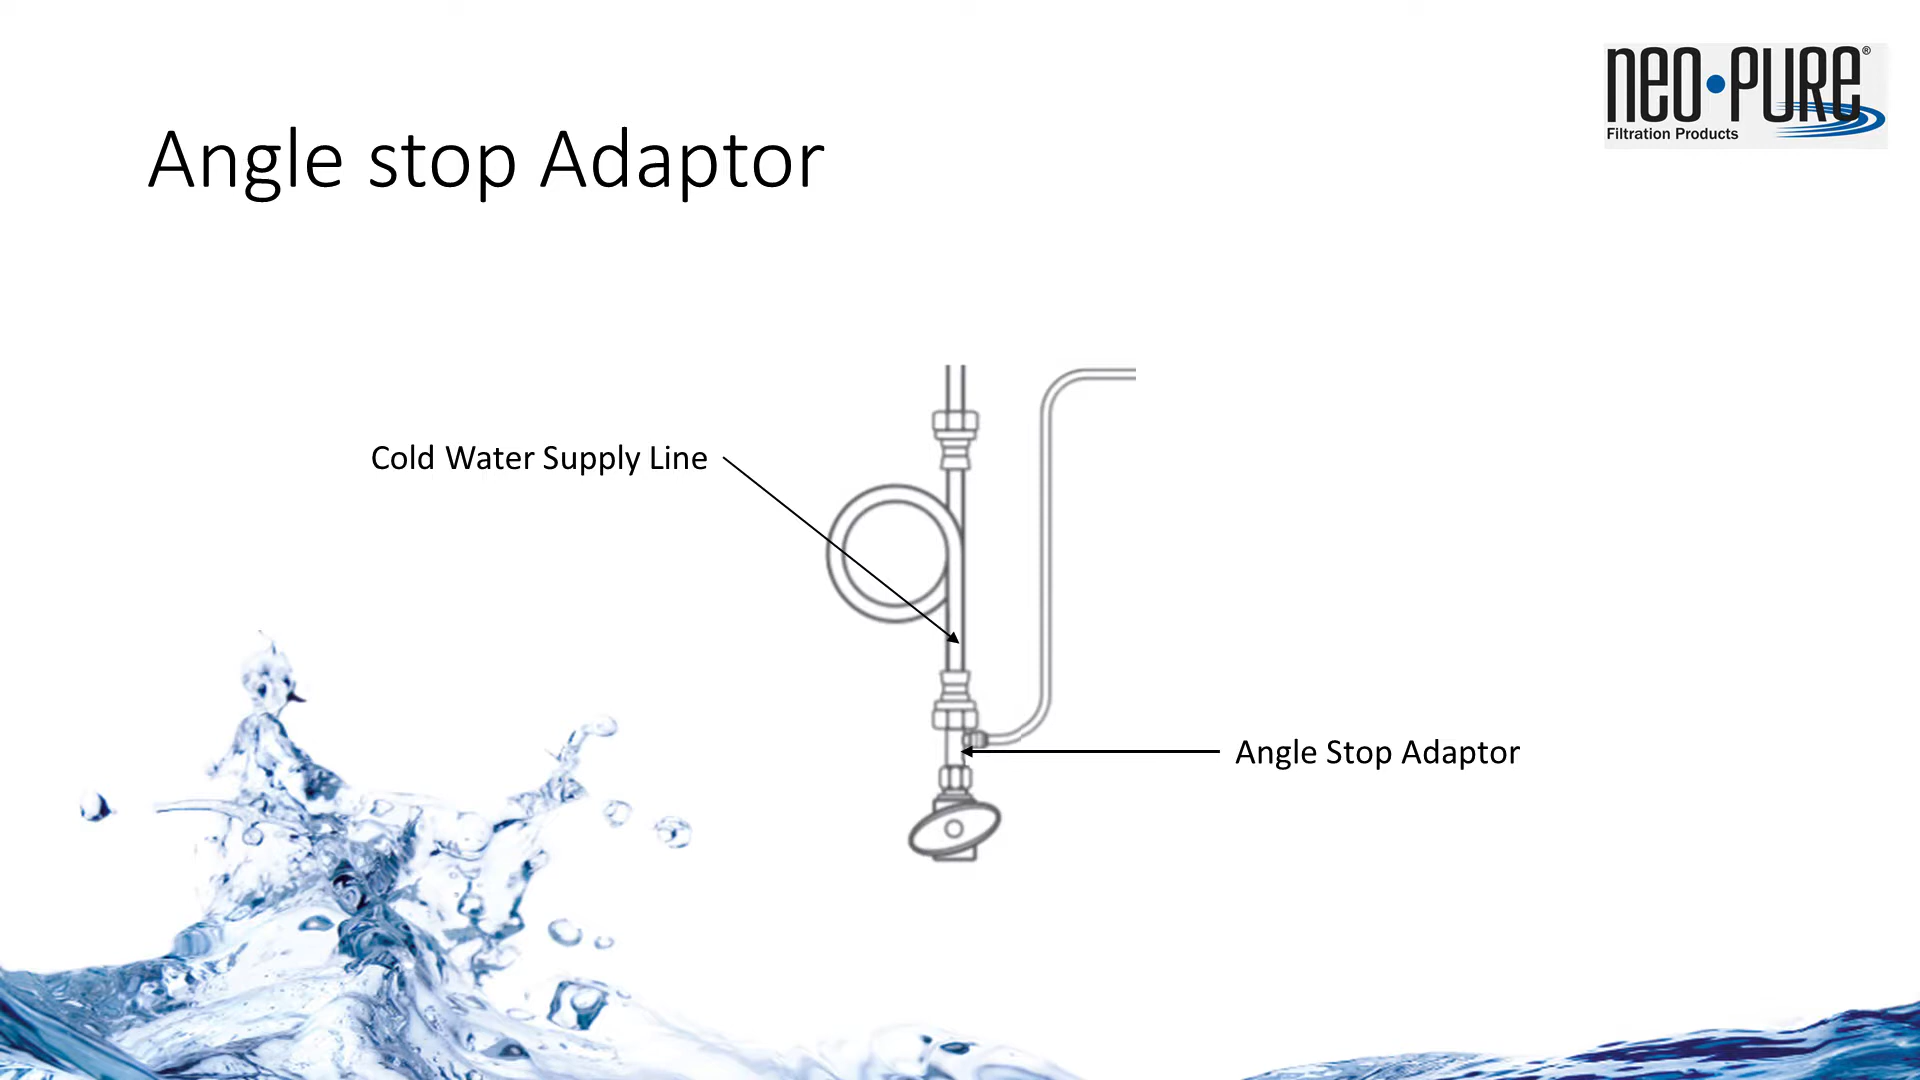 neo•PURe®
Filtration Products
Angle stop Adaptor
Cold Water Supply Line
Angle Stop Adaptor